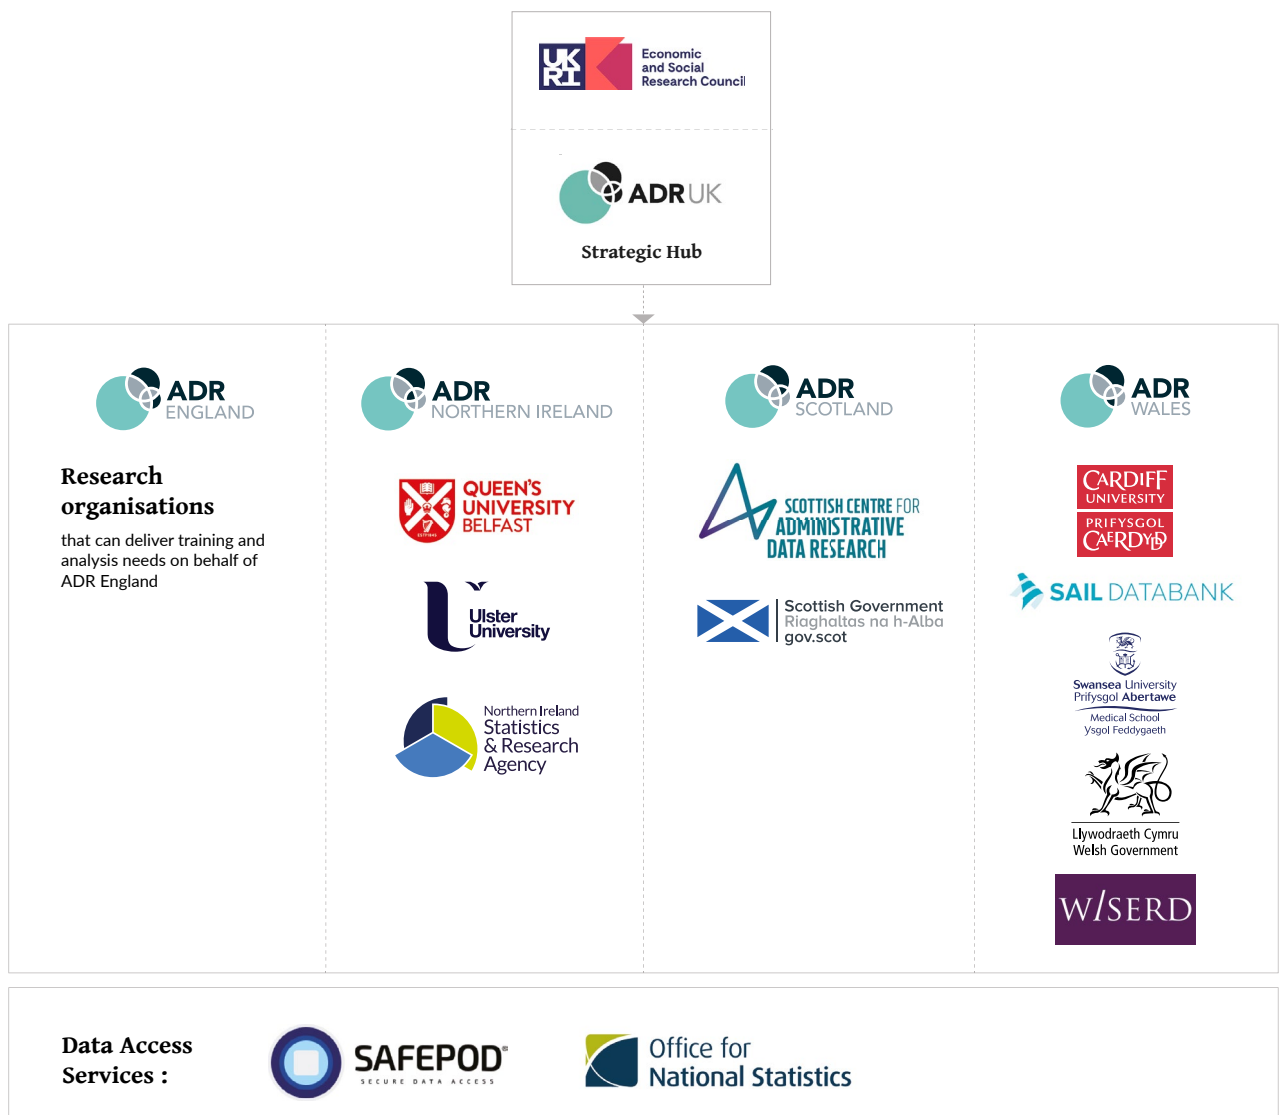 UK
RI
Economic
and Social
Research Council
ADR UK
Strategic Hub
ADR
ENGLAND
Research
organisations
that can deliver training and
analysis needs on behalf of
ADR England
ADR
NORTHERN IRELAND
QUEEN'S
UNIVERSITY
BELFAST
Ulster
University
Northern Ireland
Statistics
& Research
Agency
ADR
SCOTLAND
SCOTTISH CENTRE FOR
ADMINISTRATIVE
DATA RESEARCH
Scottish Government
Riaghaltas na h-Alba
gov.scot
ADR
WALES
CARDIFF
UNIVERSITY
PRIFYSGOL
CAERDYDD
SAIL DATABANK
Swansea University
Prifysgol Abertawe
Medical School
Ysgol Feddygaeth
Llywodraeth Cymru
Welsh Government
W/SERD
Data Access
Services :
SAFEPOD
SECURE DATA ACCESS
Office for
National Statistics